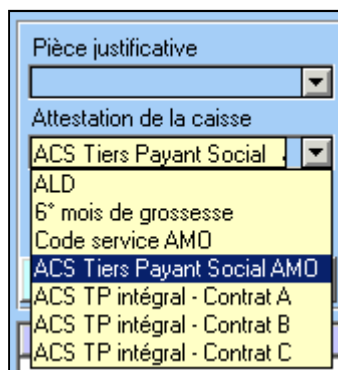 Pièce justificative
Attestation de la caisse
ACS Tiers Payant Social
ALD
6° mois de grossesse
Code service AMO
ACS Tiers Payant Social AMO
ACS TP intégral - Contrat A
ACS TP intégral - Contrat B
ACS TP intégral - Contrat C